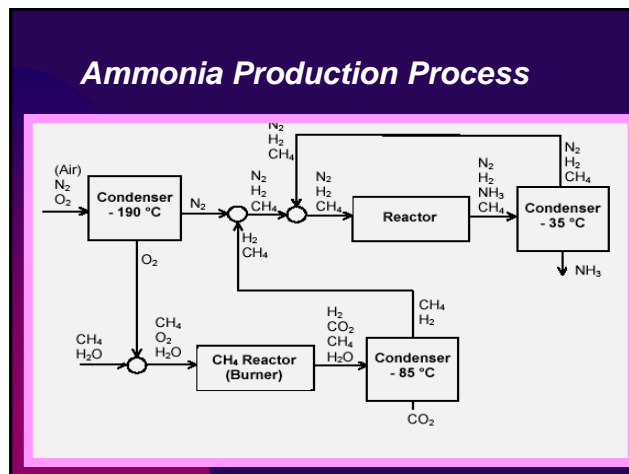 Ammonia Production Process
N₂
H₂
CH₄
(Air)
N₂
O₂
Condenser
- 190 °C
N₂
N₂
H₂
CH₄
N₂
H₂
CH₄
Reactor
N₂
H₂
NH₃
CH₄
N₂
H₂
CH₄
Condenser
- 35 °C
NH₃
H₂
CH₄
O₂
CH₄
H₂O
CH₄
O₂
H₂O
CH₄ Reactor
(Burner)
H₂
CO₂
CH₄
H₂O
CH₄
H₂
Condenser
- 85 °C
CO₂